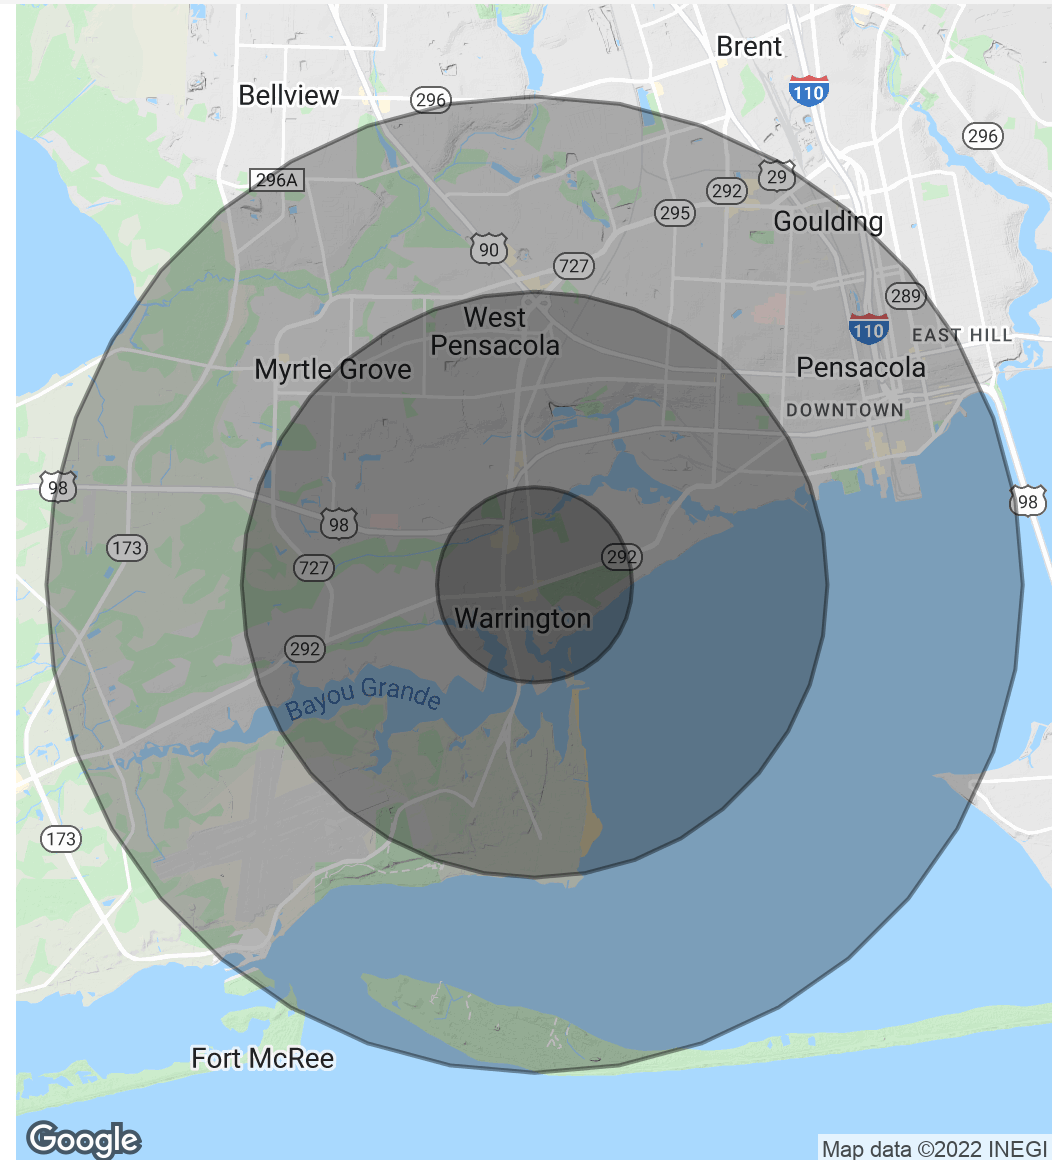 Brent
110
Bellview
296
296
296A
29
292
295
Goulding
90
727
289
West
Pensacola
110
EAST HILL
Myrtle Grove
Pensacola
DOWNTOWN
98
98
98
173
292
727
Warrington
292
Bayou Grande
173
Fort McRee
Google
Map data ©2022 INEGI